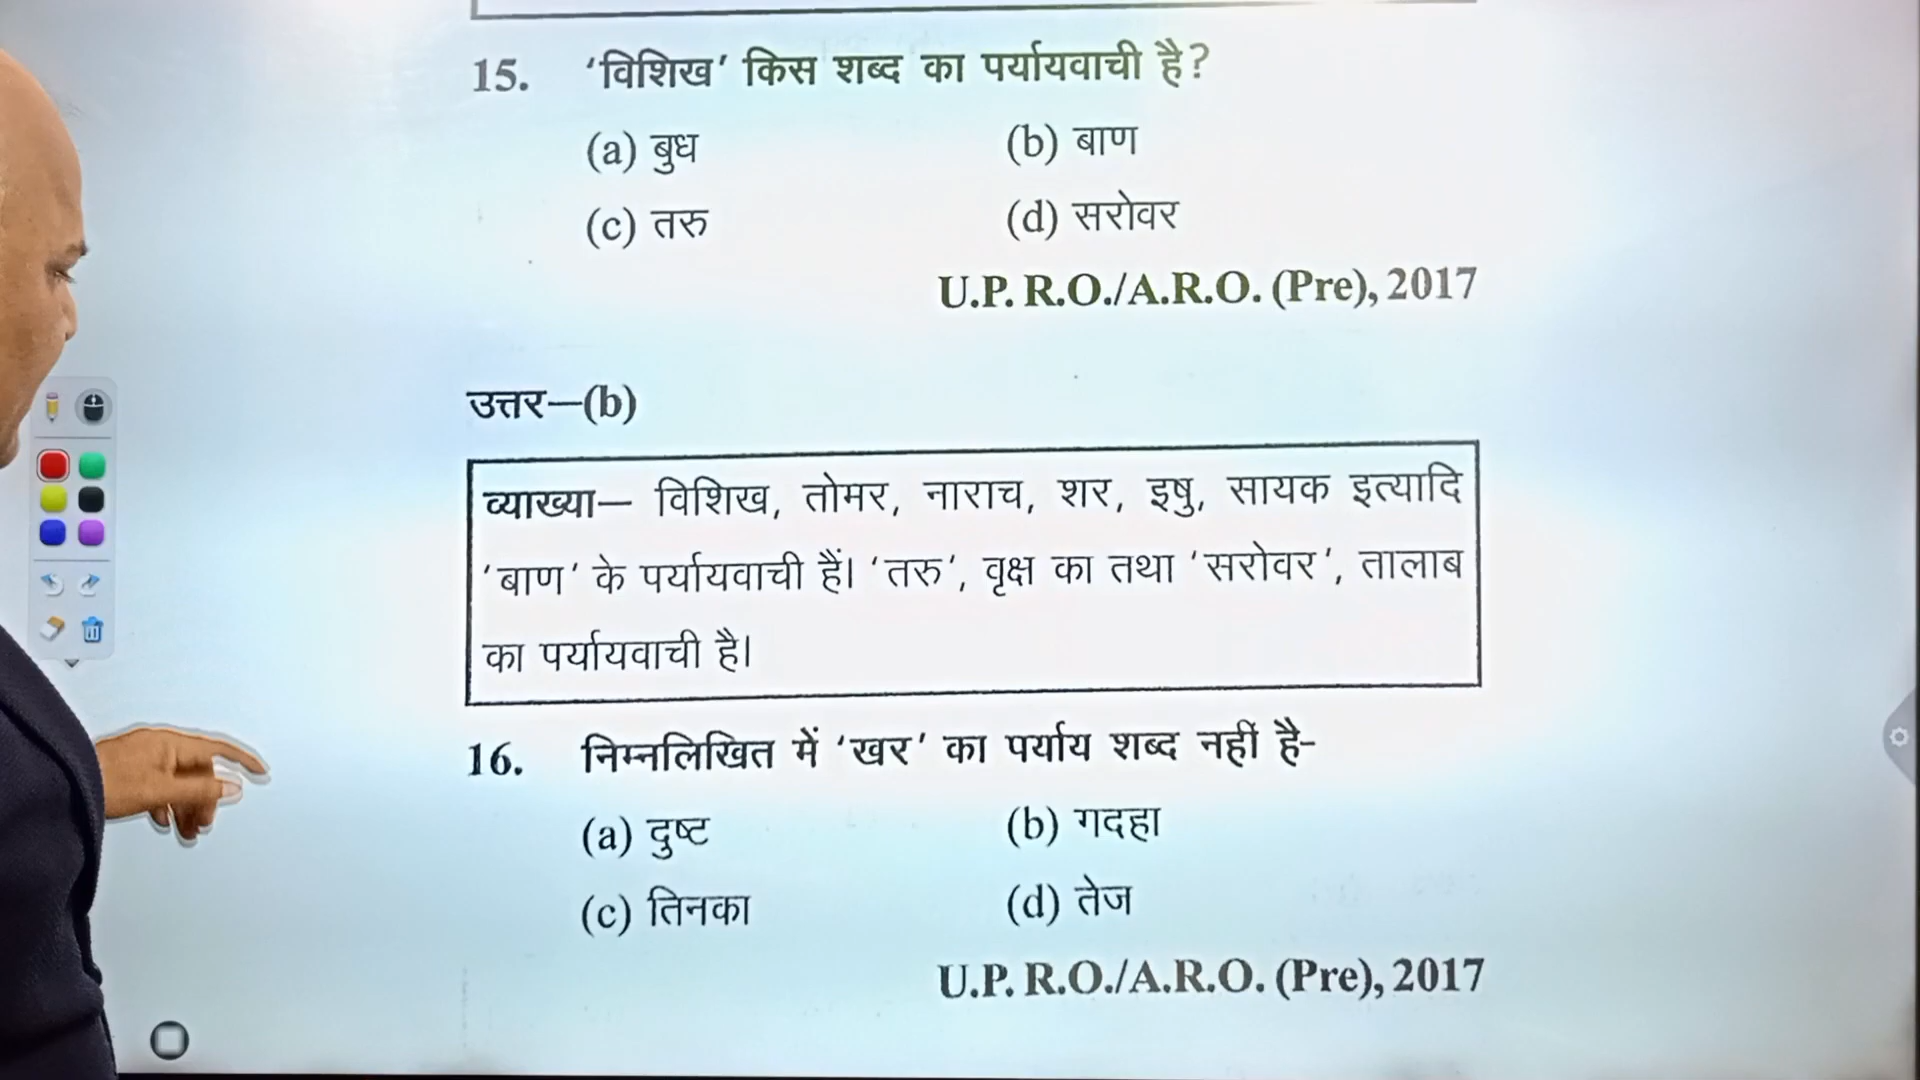 15. 'विशिख' किस शब्द का पर्यायवाची है?
(a) बुध (b) बाण
(c) तरु (d) सरोवर
U.P. R.O./A.R.O. (Pre), 2017
उत्तर—(b)
व्याख्या— विशिख, तोमर, नाराच, शर, इषु, सायक इत्यादि
'बाण' के पर्यायवाची हैं। 'तरु', वृक्ष का तथा 'सरोवर', तालाब
का पर्यायवाची है।
16. निम्नलिखित में 'खर' का पर्याय शब्द नहीं है-
(a) दुष्ट (b) गदहा
(c) तिनका (d) तेज
U.P. R.O./A.R.O. (Pre), 2017